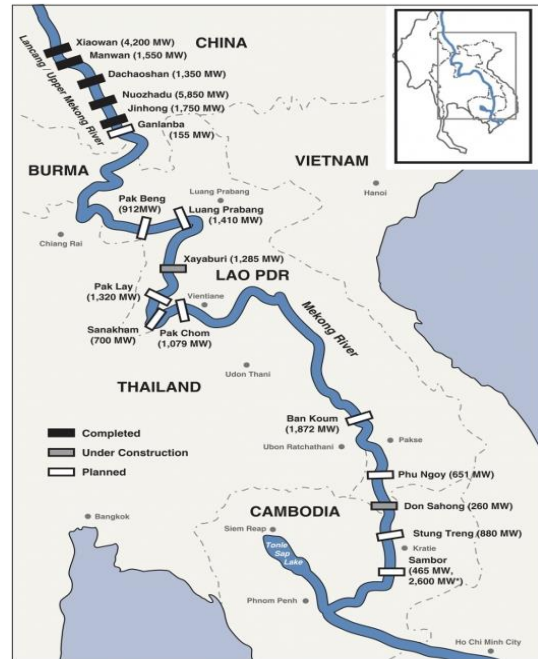 CHINA
Xiaowan (4,200 MW)
Manwan (1,550 MW)
Dachaoshan (1,350 MW)
Nuozhadu (5,850 MW)
Jinhong (1,750 MW)
Ganlanba
(155 MW)
Lancang / Upper Mekong River
BURMA
VIETNAM
Hanoi
Pak Beng
(912MW)
Luang Prabang
Luang Prabang
(1,410 MW)
Chiang Rai
Xayaburi (1,285 MW)
LAO PDR
Pak Lay
(1,320 MW)
Vientiane
Sanakham
(700 MW)
Pak Chom
(1,079 MW)
Mekong River
THAILAND
Udon Thani
Ban Koum
(1,872 MW)
Ubon Ratchathani
Pakse
Completed
Under Construction
Planned
Phu Ngoy (651 MW)
Don Sahong (260 MW)
CAMBODIA
Bangkok
Siem Reap
Stung Treng (880 MW)
Tonle
Sap
Lake
Kratie
Sambor
(465 MW,
2,600 MW*)
Phnom Penh
Ho Chi Minh City